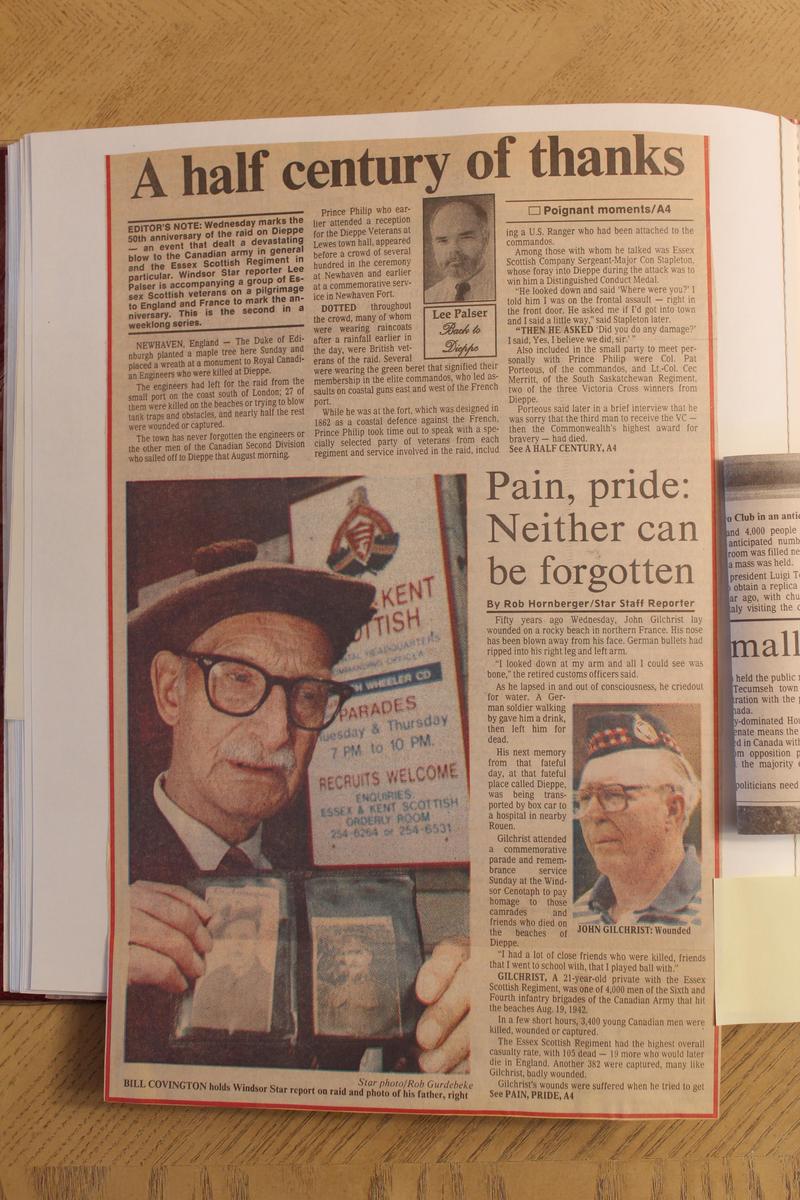 A half century of thanks
EDITOR'S NOTE: Wednesday marks the
50th anniversary of the raid on Dieppe
— an event that dealt a devastating
blow to the Canadian army in general
and the Essex Scottish Regiment in
particular. Windsor Star reporter Lee
Palser is accompanying a group of Es-
sex Scottish veterans on a pilgrimage
to England and France to mark the an-
niversary. This is the second in a
weeklong series.
NEWHAVEN, England — The Duke of Edi-
nburgh planted a maple tree here Sunday and
placed a wreath at a monument to Royal Canadi-
an Engineers who were killed at Dieppe.
The engineers had left for the raid from the
small port on the coast south of London; 27 of
them were killed on the beaches or trying to blow
tank traps and obstacles, and nearly half the rest
were wounded or captured.
The town has never forgotten the engineers or
the other men of the Canadian Second Division
who sailed off to Dieppe that August morning.
Prince Philip who ear-
lier attended a reception
for the Dieppe Veterans at
Lewes town hall, appeared
before a crowd of several
hundred in the ceremony
at Newhaven and earlier
at a commemorative serv-
ice in Newhaven Fort.
DOTTED throughout
the crowd, many of whom
were wearing raincoats
after a rainfall earlier in
the day, were British vet-
erans of the raid. Several
were wearing the green beret that signified their
membership in the elite commandos, who led as-
saults on coastal guns east and west of the French
port.
While he was at the fort, which was designed in
1862 as a coastal defence against the French,
Prince Philip took time out to speak with a spe-
cially selected party of veterans from each
regiment and service involved in the raid, includ
Lee Palser
Back to
Dieppe
Poignant moments/A4
ing a U.S. Ranger who had been attached to the
commandos.
Among those with whom he talked was Essex
Scottish Company Sergeant-Major Con Stapleton,
whose foray into Dieppe during the attack was to
win him a Distinguished Conduct Medal.
"He looked down and said 'Where were you?' I
told him I was on the frontal assault — right in
the front door. He asked me if I'd got into town
and I said a little way," said Stapleton later.
"THEN HE ASKED 'Did you do any damage?'
I said, Yes, I believe we did, sir.' "
Also included in the small party to meet per-
sonally with Prince Philip were Col. Pat
Porteous, of the commandos, and Lt.-Col. Cec
Merritt, of the South Saskatchewan Regiment,
two of the three Victoria Cross winners from
Dieppe.
Porteous said later in a brief interview that he
was sorry that the third man to receive the VC —
then the Commonwealth's highest award for
bravery — had died.
See A HALF CENTURY, A4
KENT
TTISH
WHEELER CD
PARADES
uesday & Thursday
7 PM. to 10 PM.
RECRUITS WELCOME
ENQUIRIES
ESSEX & KENT SCOTTISH
ORDERLY ROOM
254-6264 or 254-6531
Star photo/Rob Gurdebeke
BILL COVINGTON holds Windsor Star report on raid and photo of his father, right
Pain, pride:
Neither can
be forgotten
By Rob Hornberger/Star Staff Reporter
Fifty years ago Wednesday, John Gilchrist lay
wounded on a rocky beach in northern France. His nose
has been blown away from his face. German bullets had
ripped into his right leg and left arm.
"I looked down at my arm and all I could see was
bone," the retired customs officer said.
As he lapsed in and out of consciousness, he criedout
for water. A Ger-
man soldier walking
by gave him a drink,
then left him for
dead.
His next memory
from that fateful
day, at that fateful
place called Dieppe,
was being trans-
ported by box car to
a hospital in nearby
Rouen.
Gilchrist attended
a commemorative
parade and remem-
brance service
Sunday at the Wind-
sor Cenotaph to pay
homage to those
camrades and
friends who died on
the beaches of
Dieppe.
JOHN GILCHRIST: Wounded
"I had a lot of close friends who were killed, friends
that I went to school with, that I played ball with."
GILCHRIST, A 21-year-old private with the Essex
Scottish Regiment, was one of 4,000 men of the Sixth and
Fourth infantry brigades of the Canadian Army that hit
the beaches Aug. 19, 1942.
In a few short hours, 3,400 young Canadian men were
killed, wounded or captured.
The Essex Scottish Regiment had the highest overall
casualty rate, with 105 dead — 19 more who would later
die in England. Another 382 were captured, many like
Gilchrist, badly wounded.
Gilchrist's wounds were suffered when he tried to get
See PAIN, PRIDE, A4
o Club in an antic
and 4,000 people
anticipated numb
room was filled ne
a mass was held.
president Luigi T
obtain a replica
ar ago, with chu
aly visiting the c
mall
held the public
Tecumseh town
ration with the
ada.
y-dominated Ho
enate means the
d in Canada with
m opposition p
the majority
politicians need